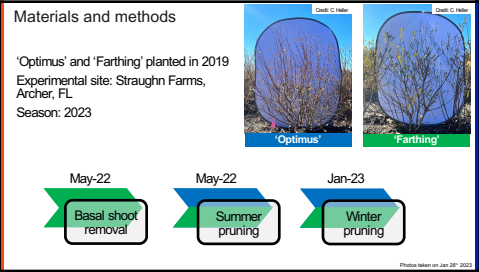 Materials and methods
Credit: C. Heller
Credit: C. Heller
'Optimus' and 'Farthing' planted in 2019
Experimental site: Straughn Farms,
Archer, FL
Season: 2023
'Optimus'
'Farthing'
May-22
May-22
Jan-23
Basal shoot
removal
Summer
pruning
Winter
pruning
Photos taken on Jan 26th 2023